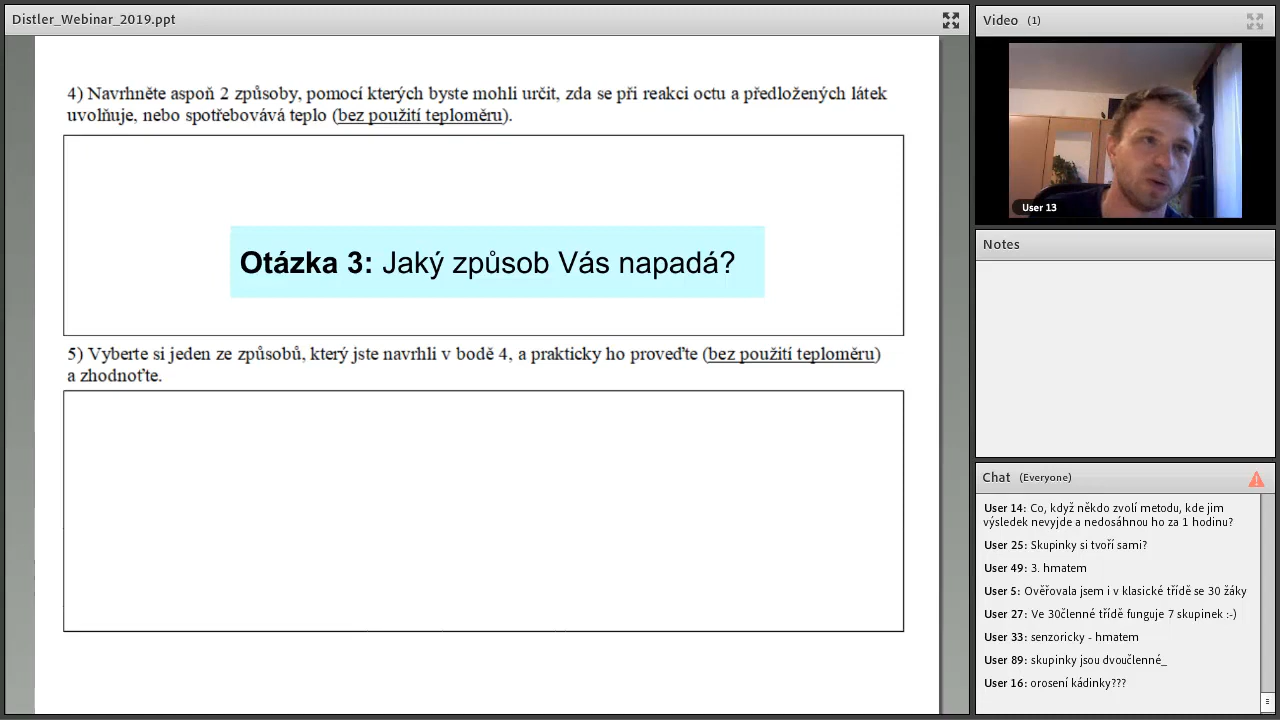 Distler_Webinar_2019.ppt
4) Navrhněte aspoň 2 způsoby, pomocí kterých byste mohli určit, zda se při reakci octu a předložených látek
uvolňuje, nebo spotřebovává teplo (bez použití teploměru).
Otázka 3: Jaký způsob Vás napadá?
5) Vyberte si jeden ze způsobů, který jste navrhli v bodě 4, a prakticky ho proveďte (bez použití teploměru)
a zhodnoťte.
Video (1)
User 13
Notes
Chat (Everyone)
User 14: Co, když někdo zvolí metodu, kde jim
výsledek nevyjde a nedosáhnou ho za 1 hodinu?
User 25: Skupinky si tvoří sami?
User 49: 3. hmatem
User 5: Ověřovala jsem i v klasické třídě se 30 žáky
User 27: Ve 30členné třídě funguje 7 skupinek :-)
User 33: senzoricky - hmatem
User 89: skupinky jsou dvoučlenné_
User 16: orosení kádinky???